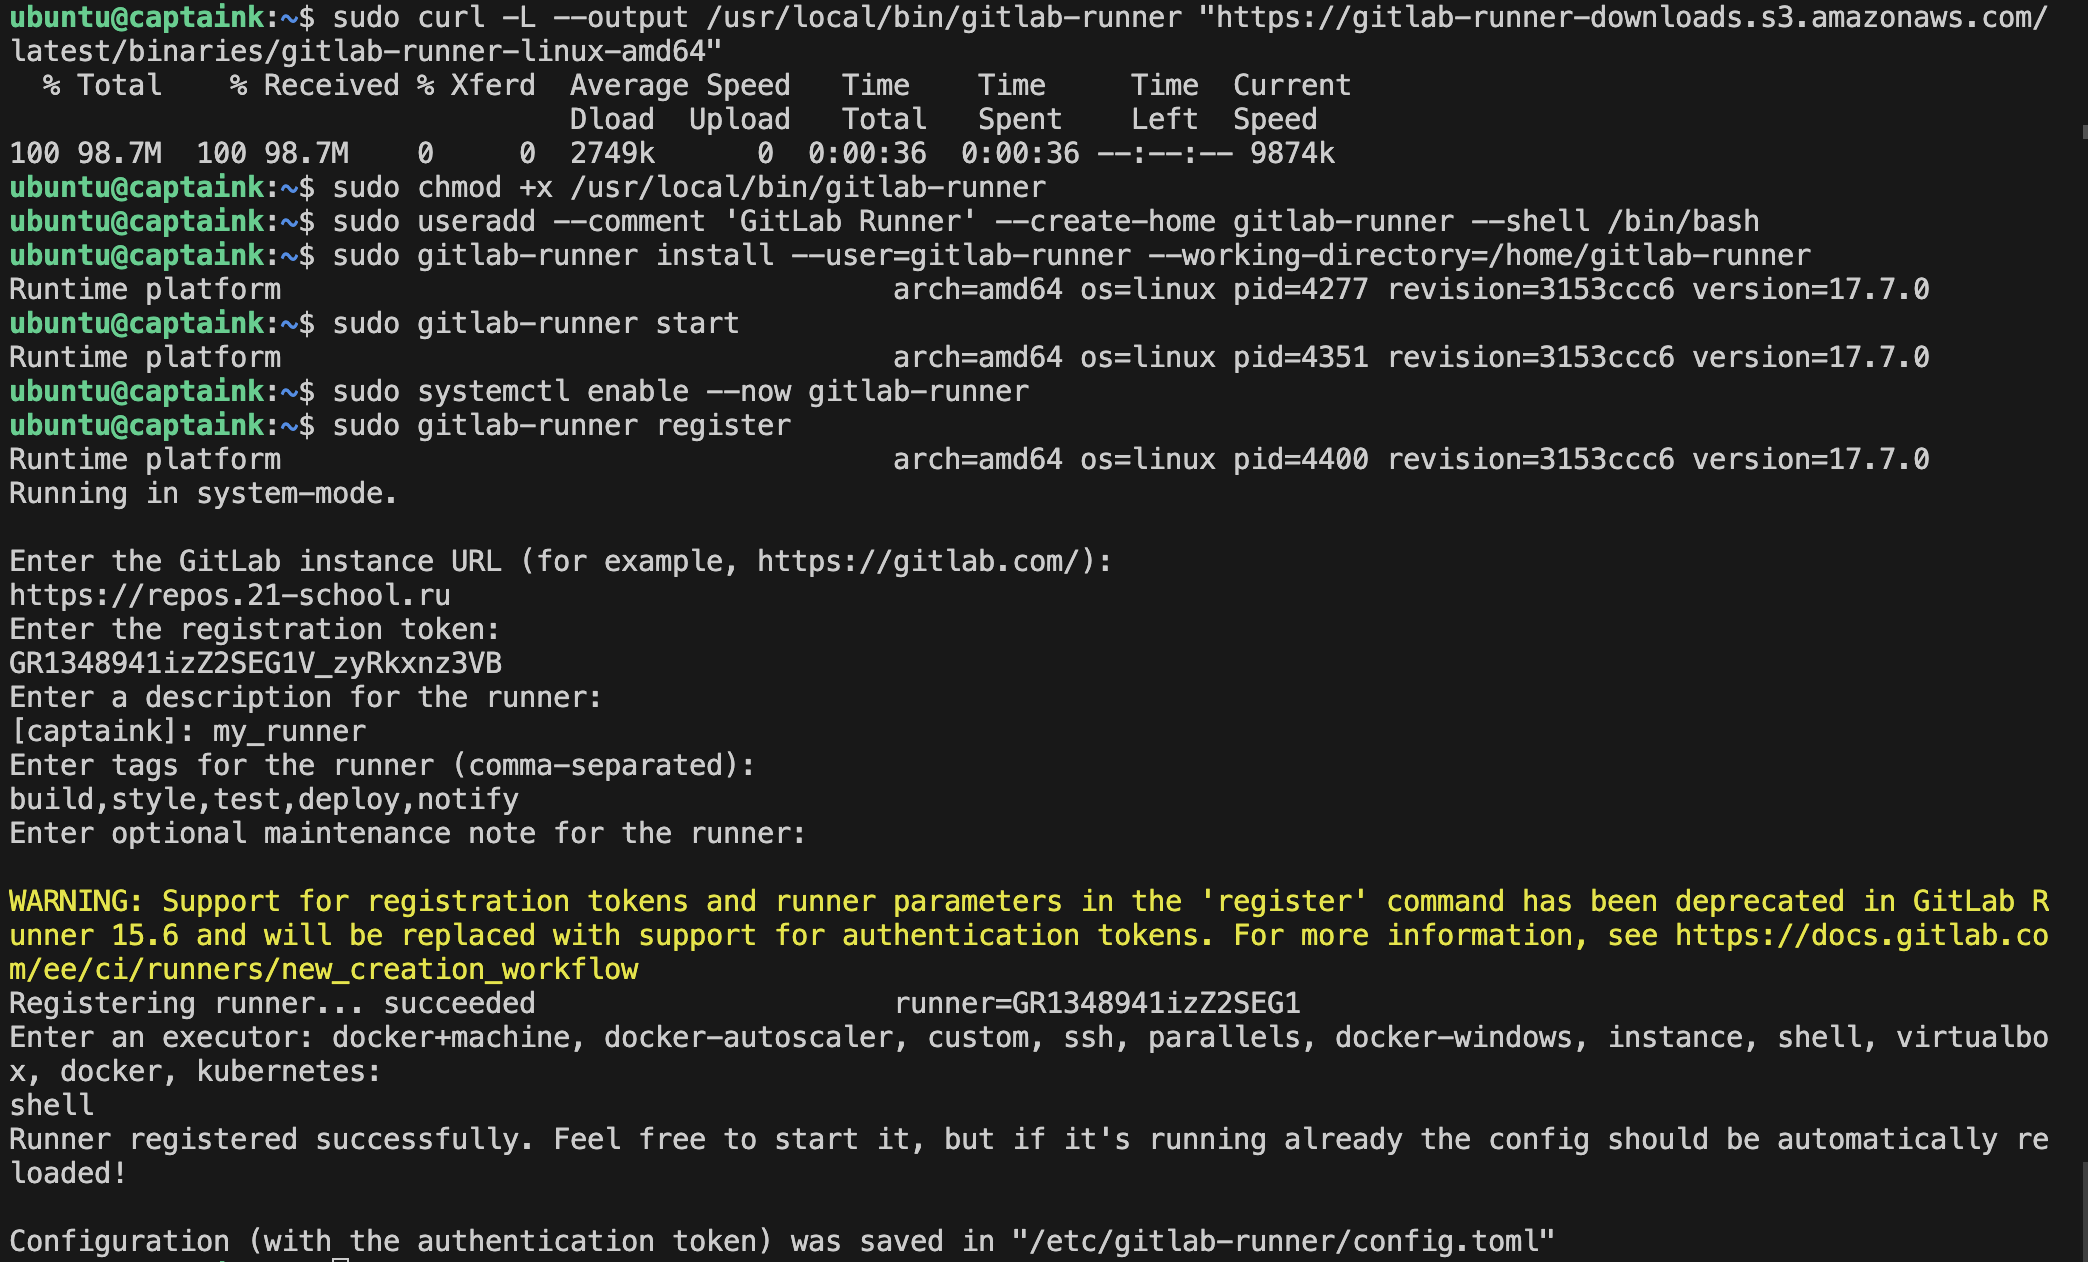 ubuntu@captaink:~$ sudo curl -L --output /usr/local/bin/gitlab-runner "https://gitlab-runner-downloads.s3.amazonaws.com/
latest/binaries/gitlab-runner-linux-amd64"
  % Total    % Received % Xferd  Average Speed   Time    Time     Time  Current
                                 Dload  Upload   Total   Spent    Left  Speed
100 98.7M  100 98.7M    0     0  2749k      0  0:00:36  0:00:36 --:--:-- 9874k
ubuntu@captaink:~$ sudo chmod +x /usr/local/bin/gitlab-runner
ubuntu@captaink:~$ sudo useradd --comment 'GitLab Runner' --create-home gitlab-runner --shell /bin/bash
ubuntu@captaink:~$ sudo gitlab-runner install --user=gitlab-runner --working-directory=/home/gitlab-runner
Runtime platform                                    arch=amd64 os=linux pid=4277 revision=3153ccc6 version=17.7.0
ubuntu@captaink:~$ sudo gitlab-runner start
Runtime platform                                    arch=amd64 os=linux pid=4351 revision=3153ccc6 version=17.7.0
ubuntu@captaink:~$ sudo systemctl enable --now gitlab-runner
ubuntu@captaink:~$ sudo gitlab-runner register
Runtime platform                                    arch=amd64 os=linux pid=4400 revision=3153ccc6 version=17.7.0
Running in system-mode.

Enter the GitLab instance URL (for example, https://gitlab.com/):
https://repos.21-school.ru
Enter the registration token:
GR1348941izZ2SEG1V_zyRkxnz3VB
Enter a description for the runner:
[captaink]: my_runner
Enter tags for the runner (comma-separated):
build,style,test,deploy,notify
Enter optional maintenance note for the runner:

WARNING: Support for registration tokens and runner parameters in the 'register' command has been deprecated in GitLab R
unner 15.6 and will be replaced with support for authentication tokens. For more information, see https://docs.gitlab.co
m/ee/ci/runners/new_creation_workflow
Registering runner... succeeded                     runner=GR1348941izZ2SEG1
Enter an executor: docker+machine, docker-autoscaler, custom, ssh, parallels, docker-windows, instance, shell, virtualbo
x, docker, kubernetes:
shell
Runner registered successfully. Feel free to start it, but if it's running already the config should be automatically re
loaded!

Configuration (with the authentication token) was saved in "/etc/gitlab-runner/config.toml"